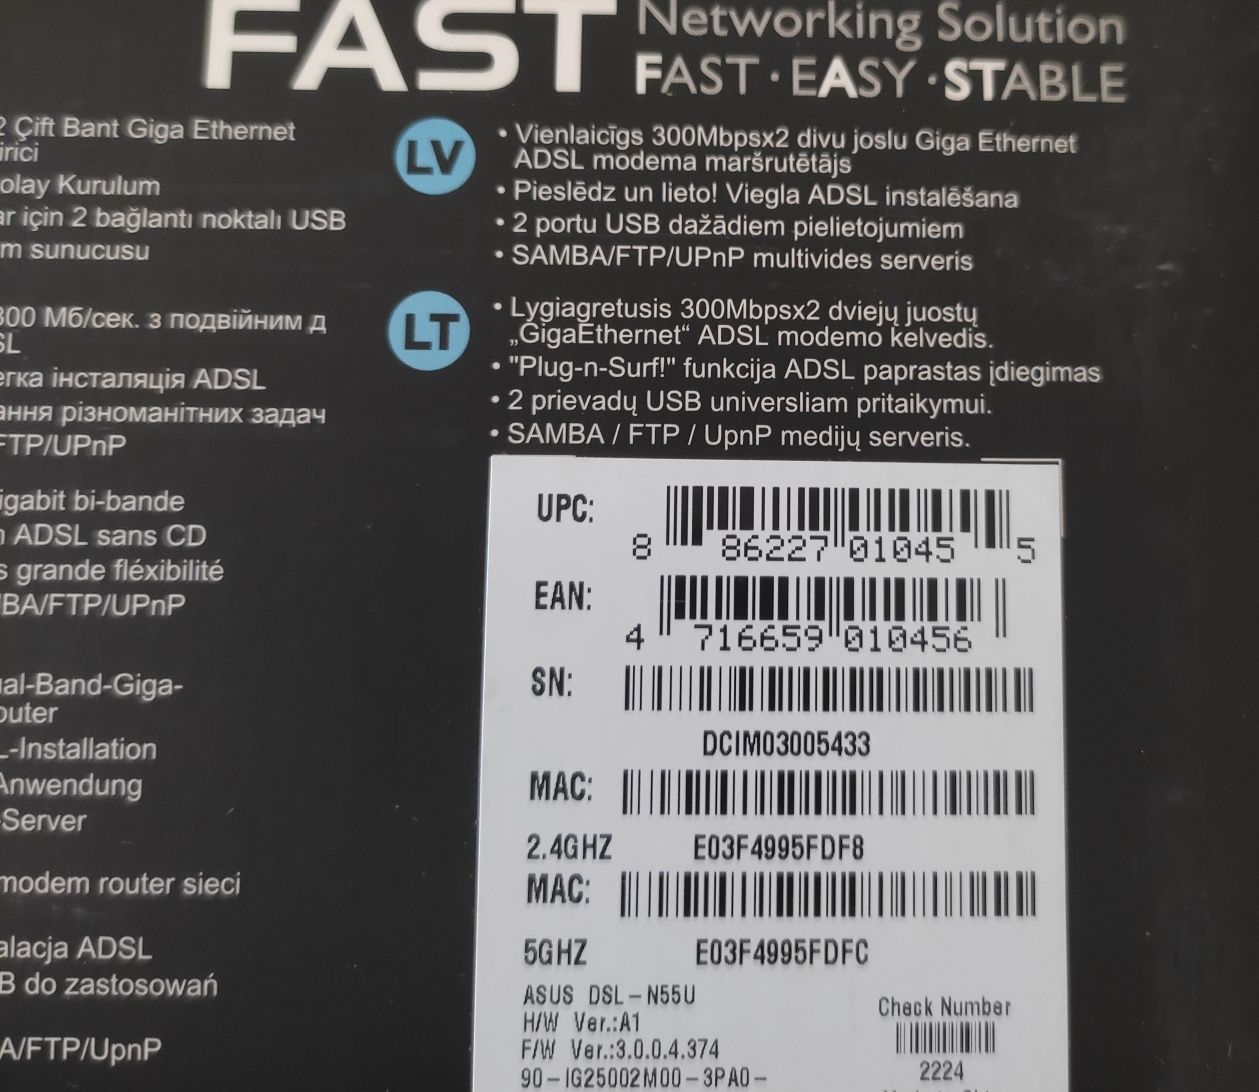 FAST Networking Solution
FAST · EASY · STABLE
2 Çift Bant Giga Ethernet
irici
olay Kurulum
ar için 2 bağlantı noktalı USB
m sunucusu
300 Мб/сек. з подвійним д
SL
егка інсталяція ADSL
ання різноманітних задач
FTP/UPnP
igabit bi-bande
n ADSL sans CD
s grande fléxibilité
BA/FTP/UPnP
ual-Band-Giga-
outer
L-Installation
Anwendung
-Server
modem router sieci
alacja ADSL
B do zastosowań
A/FTP/UpnP
LV
• Vienlaicīgs 300Mbpsx2 divu joslu Giga Ethernet
ADSL modema maršrutētājs
• Pieslēdz un lieto! Viegla ADSL instalēšana
• 2 portu USB dažādiem pielietojumiem
• SAMBA/FTP/UPnP multivides serveris
LT
• Lygiagretusis 300Mbpsx2 dviejų juostų
„GigaEthernet“ ADSL modemo kelvedis.
• "Plug-n-Surf!" funkcija ADSL paprastas įdiegimas
• 2 prievadų USB universliam pritaikymui.
• SAMBA / FTP / UpnP medijų serveris.
UPC:
8 86227 01045 5
EAN:
4 716659 010456
SN:
DCIM03005433
MAC:
2.4GHZ E03F4995FDF8
MAC:
5GHZ E03F4995FDFC
ASUS DSL-N55U
H/W Ver.:A1
F/W Ver.:3.0.0.4.374
90-IG25002M00-3PA0-
Check Number
2224